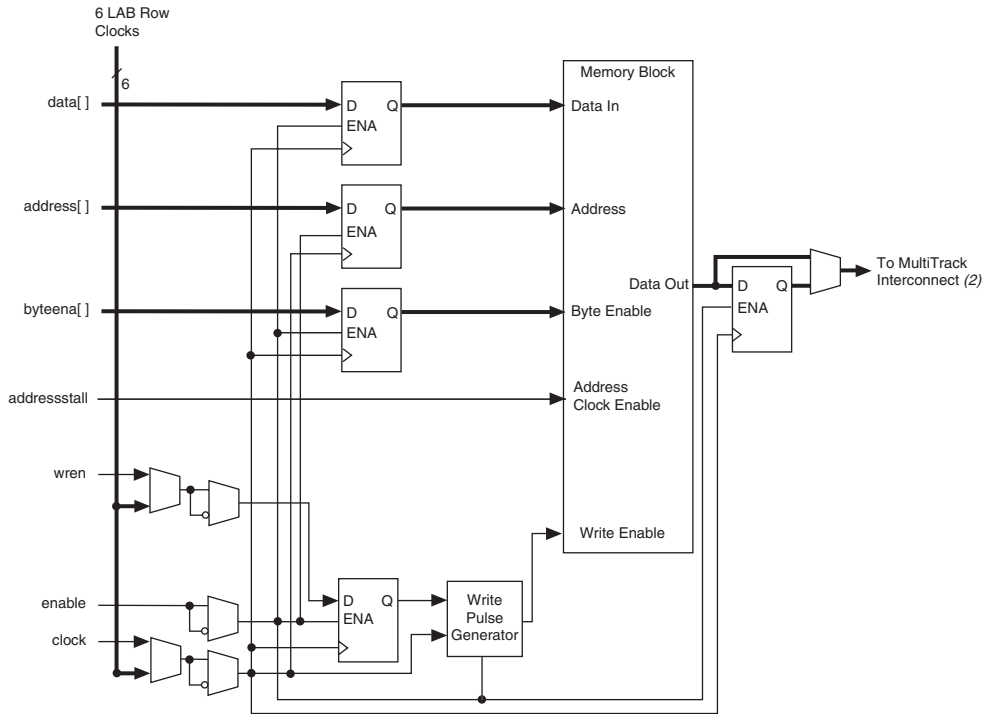 6 LAB Row
Clocks
6
Memory Block
data[ ]
D Q
ENA
Data In
address[ ]
D Q
ENA
Address
To MultiTrack
Interconnect (2)
Data Out
D Q
ENA
byteena[ ]
D Q
ENA
Byte Enable
addressstall
Address
Clock Enable
wren
Write Enable
enable
D Q
ENA
Write
Pulse
Generator
clock